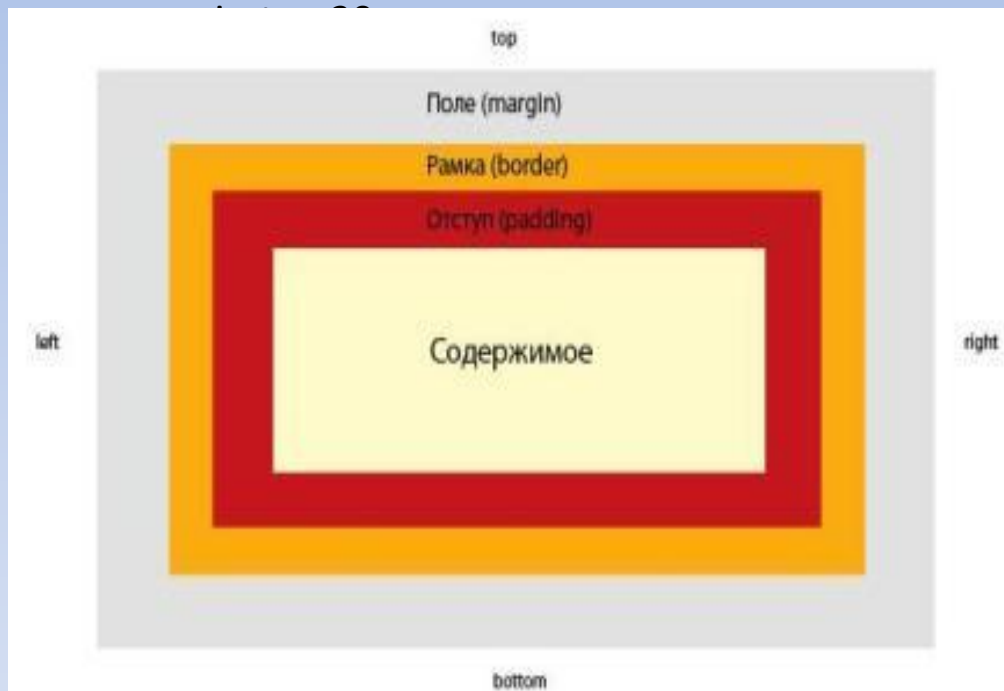 top
Поле (margin)
Рамка (border)
Отступ (padding)
left
Содержимое
right
bottom